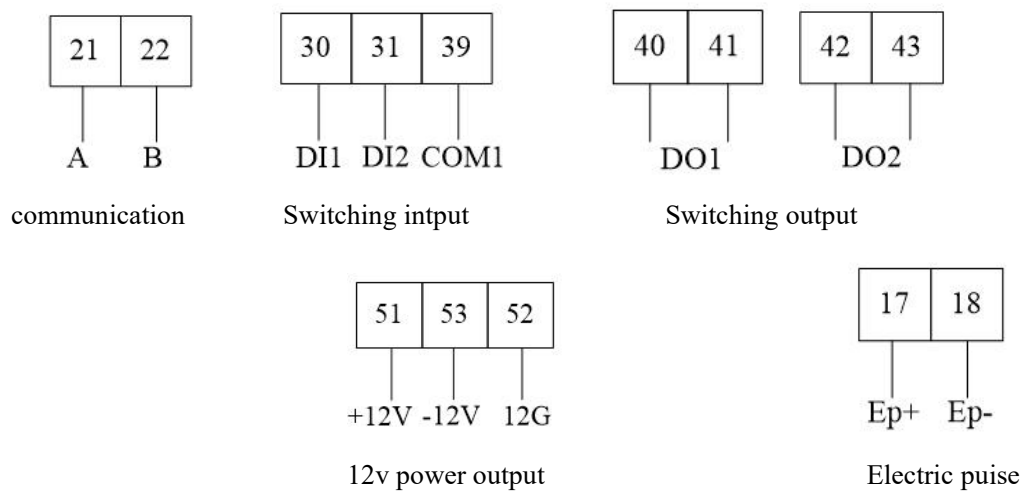 21 22 30 31 39 40 41 42 43
A B DI1 DI2 COM1 DO1 DO2
communication Switching intput Switching output
51 53 52 17 18
+12V -12V 12G Ep+ Ep-
12v power output Electric puise